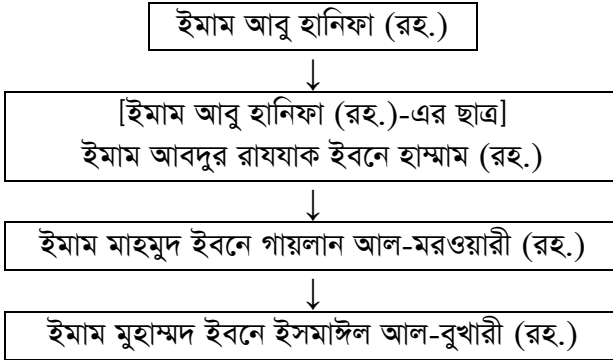 ইমাম আবু হানিফা (রহ.)
↓
[ইমাম আবু হানিফা (রহ.)-এর ছাত্র]
ইমাম আবদুর রাযযাক ইবনে হাম্মাম (রহ.)
↓
ইমাম মাহমুদ ইবনে গায়লান আল-মরওয়ারী (রহ.)
↓
ইমাম মুহাম্মদ ইবনে ইসমাঈল আল-বুখারী (রহ.)